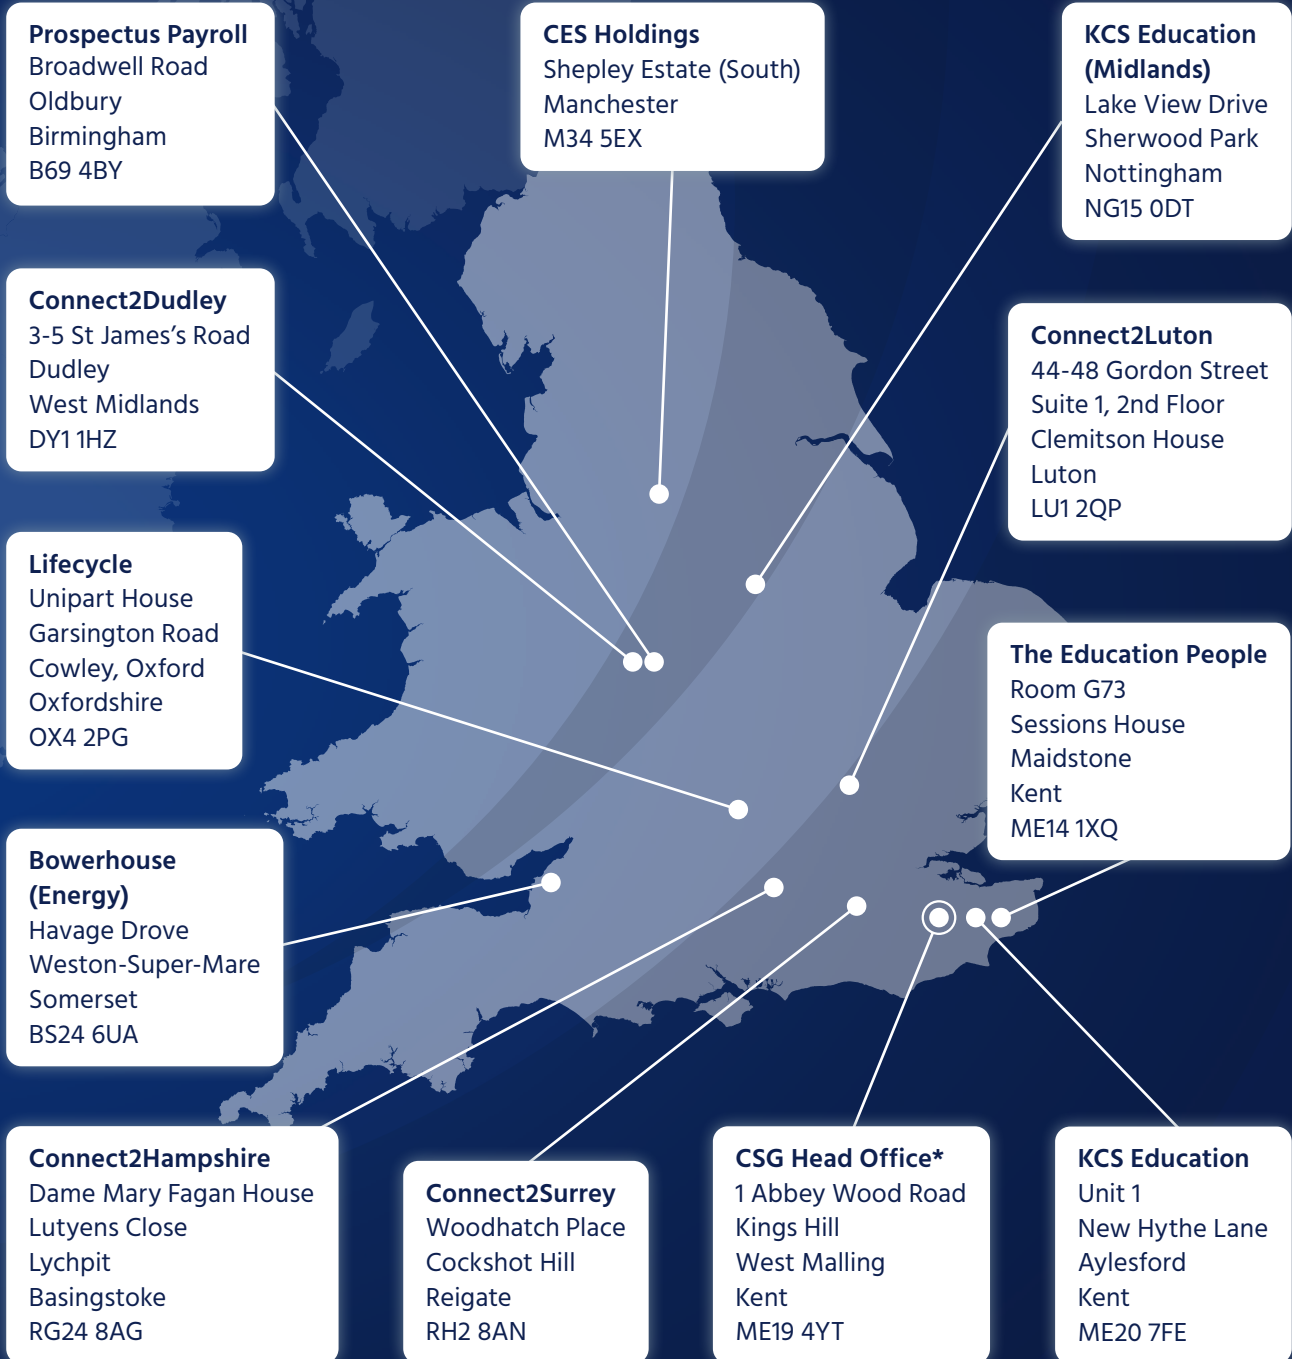 Prospectus Payroll
Broadwell Road
Oldbury
Birmingham
B69 4BY
CES Holdings
Shepley Estate (South)
Manchester
M34 5EX
KCS Education
(Midlands)
Lake View Drive
Sherwood Park
Nottingham
NG15 0DT
Connect2Dudley
3-5 St James’s Road
Dudley
West Midlands
DY1 1HZ
Connect2Luton
44-48 Gordon Street
Suite 1, 2nd Floor
Clemitson House
Luton
LU1 2QP
Lifecycle
Unipart House
Garsington Road
Cowley, Oxford
Oxfordshire
OX4 2PG
The Education People
Room G73
Sessions House
Maidstone
Kent
ME14 1XQ
Bowerhouse
(Energy)
Havage Drove
Weston-Super-Mare
Somerset
BS24 6UA
Connect2Hampshire
Dame Mary Fagan House
Lutyens Close
Lychpit
Basingstoke
RG24 8AG
Connect2Surrey
Woodhatch Place
Cockshot Hill
Reigate
RH2 8AN
CSG Head Office*
1 Abbey Wood Road
Kings Hill
West Malling
Kent
ME19 4YT
KCS Education
Unit 1
New Hythe Lane
Aylesford
Kent
ME20 7FE